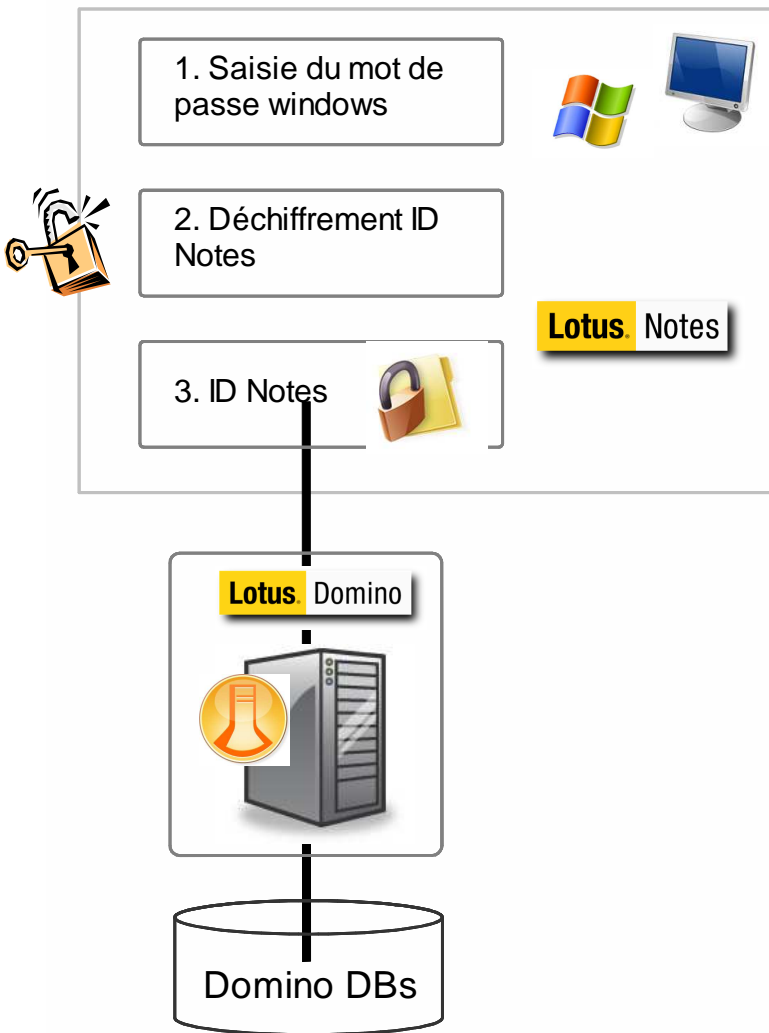 1. Saisie du mot de
passe windows
2. Déchiffrement ID
Notes
Lotus. Notes
3. ID Notes
Lotus. Domino
Domino DBs